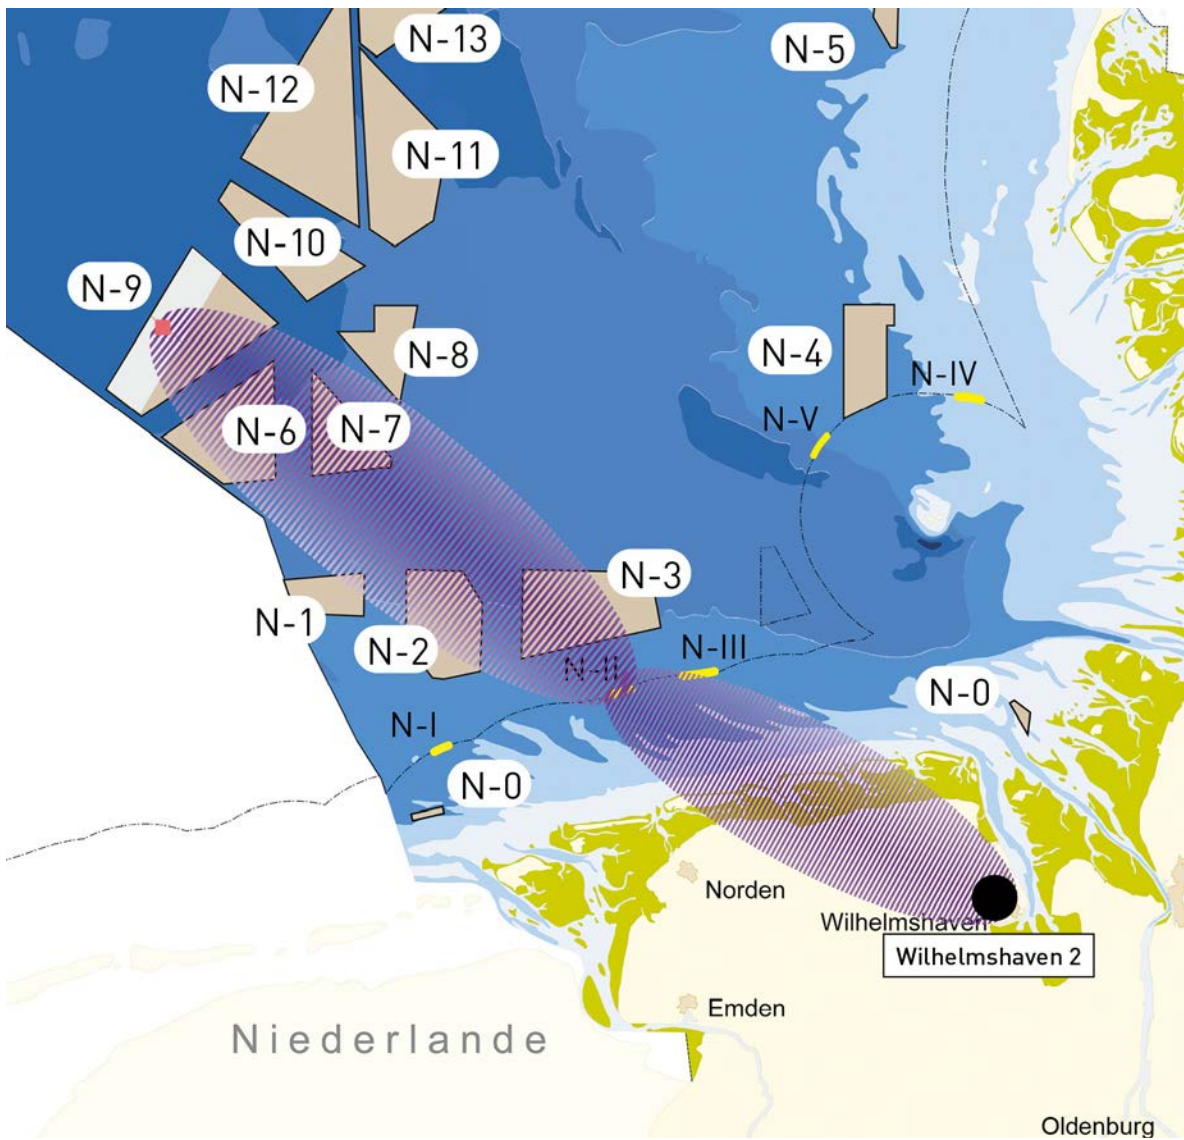 N-13
N-5
N-12
N-11
N-10
N-9
N-8
N-4
N-IV
N-V
N-6
N-7
N-3
N-1
N-2
N-II
N-III
N-0
N-I
N-0
Norden
Wilhelmshaven
Wilhelmshaven 2
Emden
Niederlande
Oldenburg